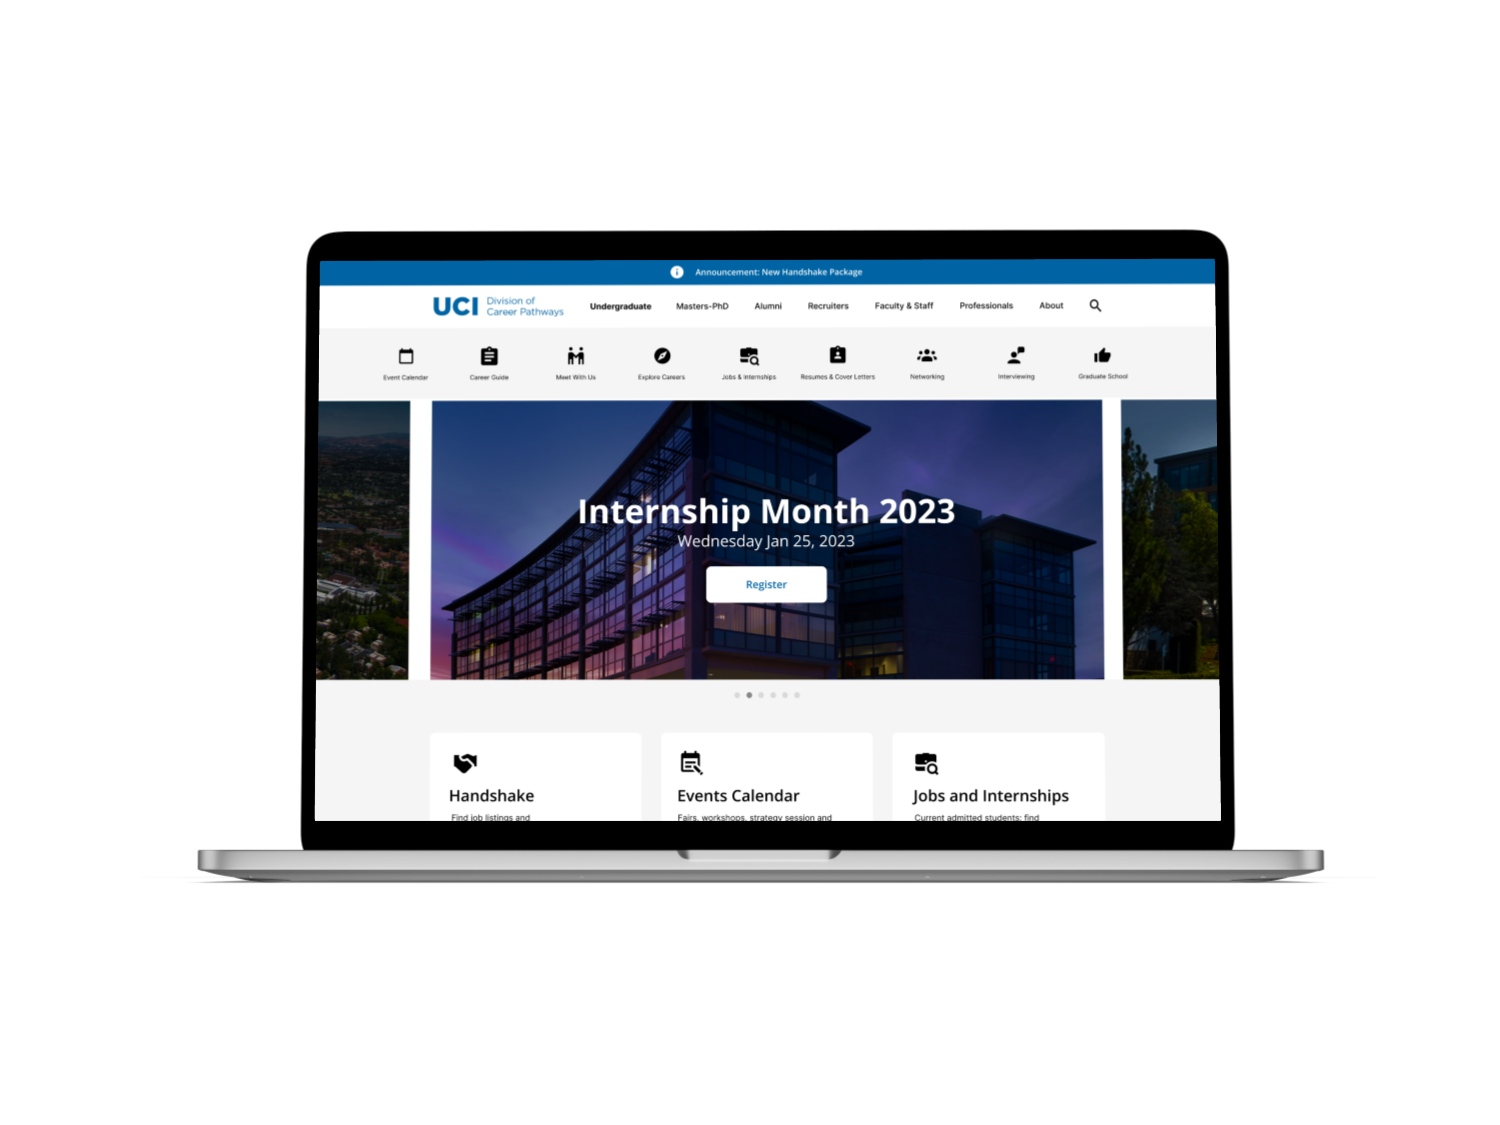 Announcement: New Handshake Package
UCI Division of
Career Pathways
Undergraduate Masters-PhD Alumni Recruiters Faculty & Staff Professionals About
Event Calendar Career Guide Meet With Us Explore Careers Jobs & Internships Resumes & Cover Letters Networking Interviewing Graduate School
Internship Month 2023
Wednesday Jan 25, 2023
Register
Handshake Events Calendar Jobs and Internships
Find job listings and Fairs, workshops, strategy session and Current admitted students: find